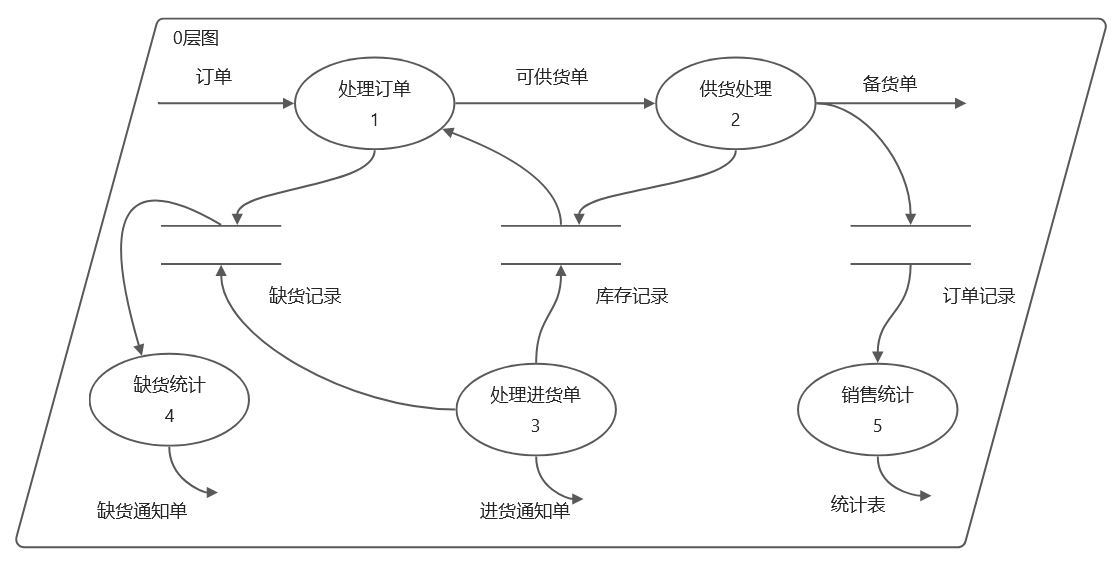 0层图
订单
处理订单
1
可供货单
供货处理
2
备货单
缺货记录
库存记录
订单记录
缺货统计
4
处理进货单
3
销售统计
5
缺货通知单
进货通知单
统计表